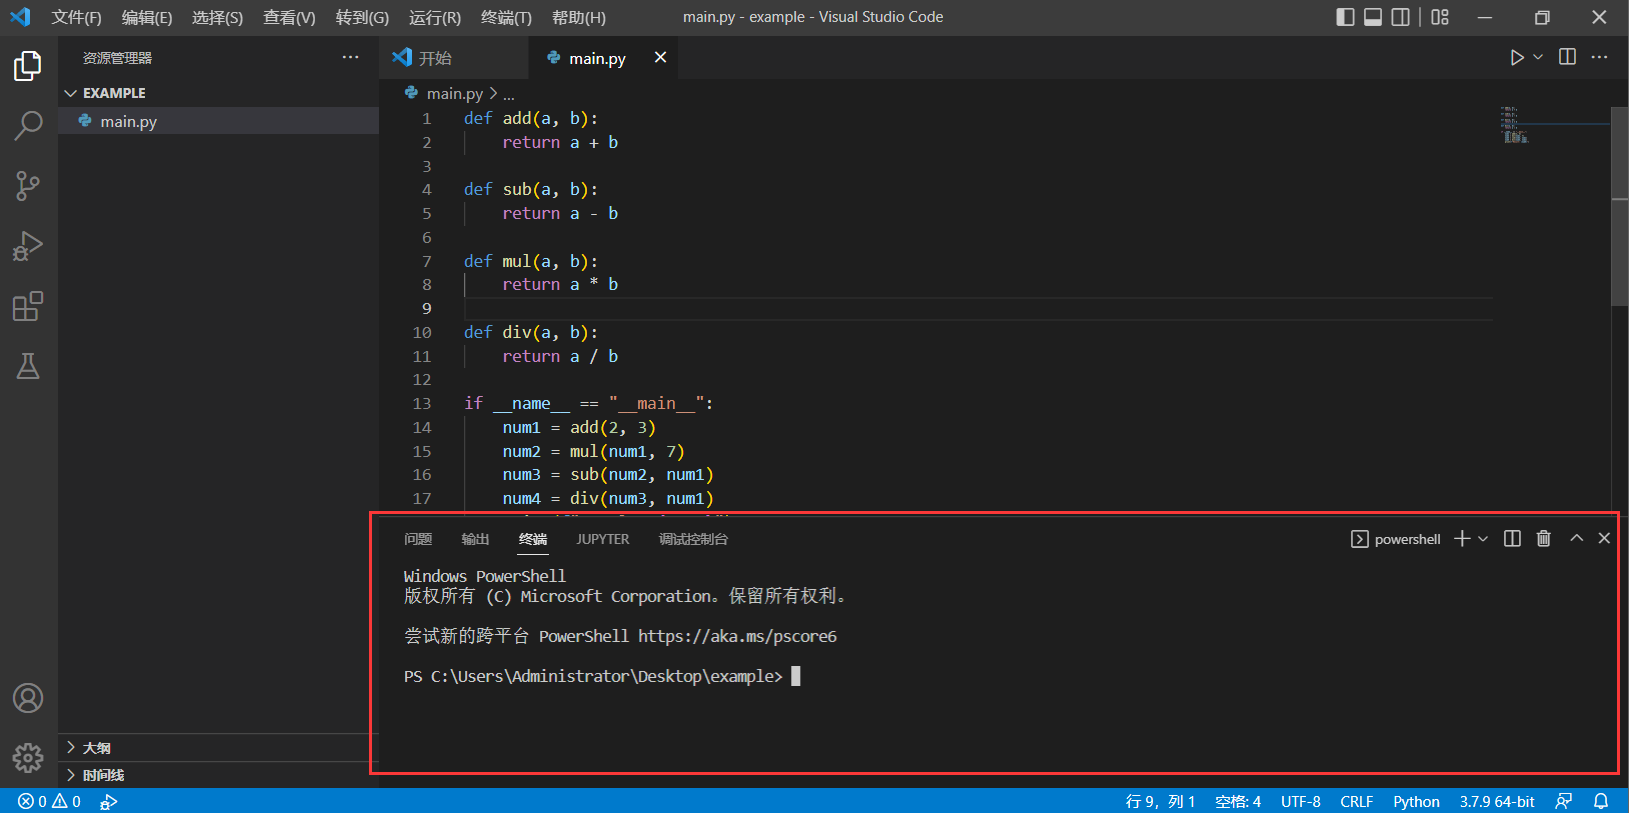 文件(F) 编辑(E) 选择(S) 查看(V) 转到(G) 运行(R) 终端(T) 帮助(H) main.py - example - Visual Studio Code
资源管理器
EXAMPLE
main.py
大纲
时间线
开始 main.py
main.py > ...
1 def add(a, b):
2     return a + b
3
4 def sub(a, b):
5     return a - b
6
7 def mul(a, b):
8     return a * b
9
10 def div(a, b):
11     return a / b
12
13 if __name__ == "__main__":
14     num1 = add(2, 3)
15     num2 = mul(num1, 7)
16     num3 = sub(num2, num1)
17     num4 = div(num3, num1)
问题 输出 终端 JUPYTER 调试控制台 powershell
Windows PowerShell
版权所有 (C) Microsoft Corporation。保留所有权利。
尝试新的跨平台 PowerShell https://aka.ms/pscore6
PS C:\Users\Administrator\Desktop\example>
0 0 行 9，列 1 空格: 4 UTF-8 CRLF Python 3.7.9 64-bit